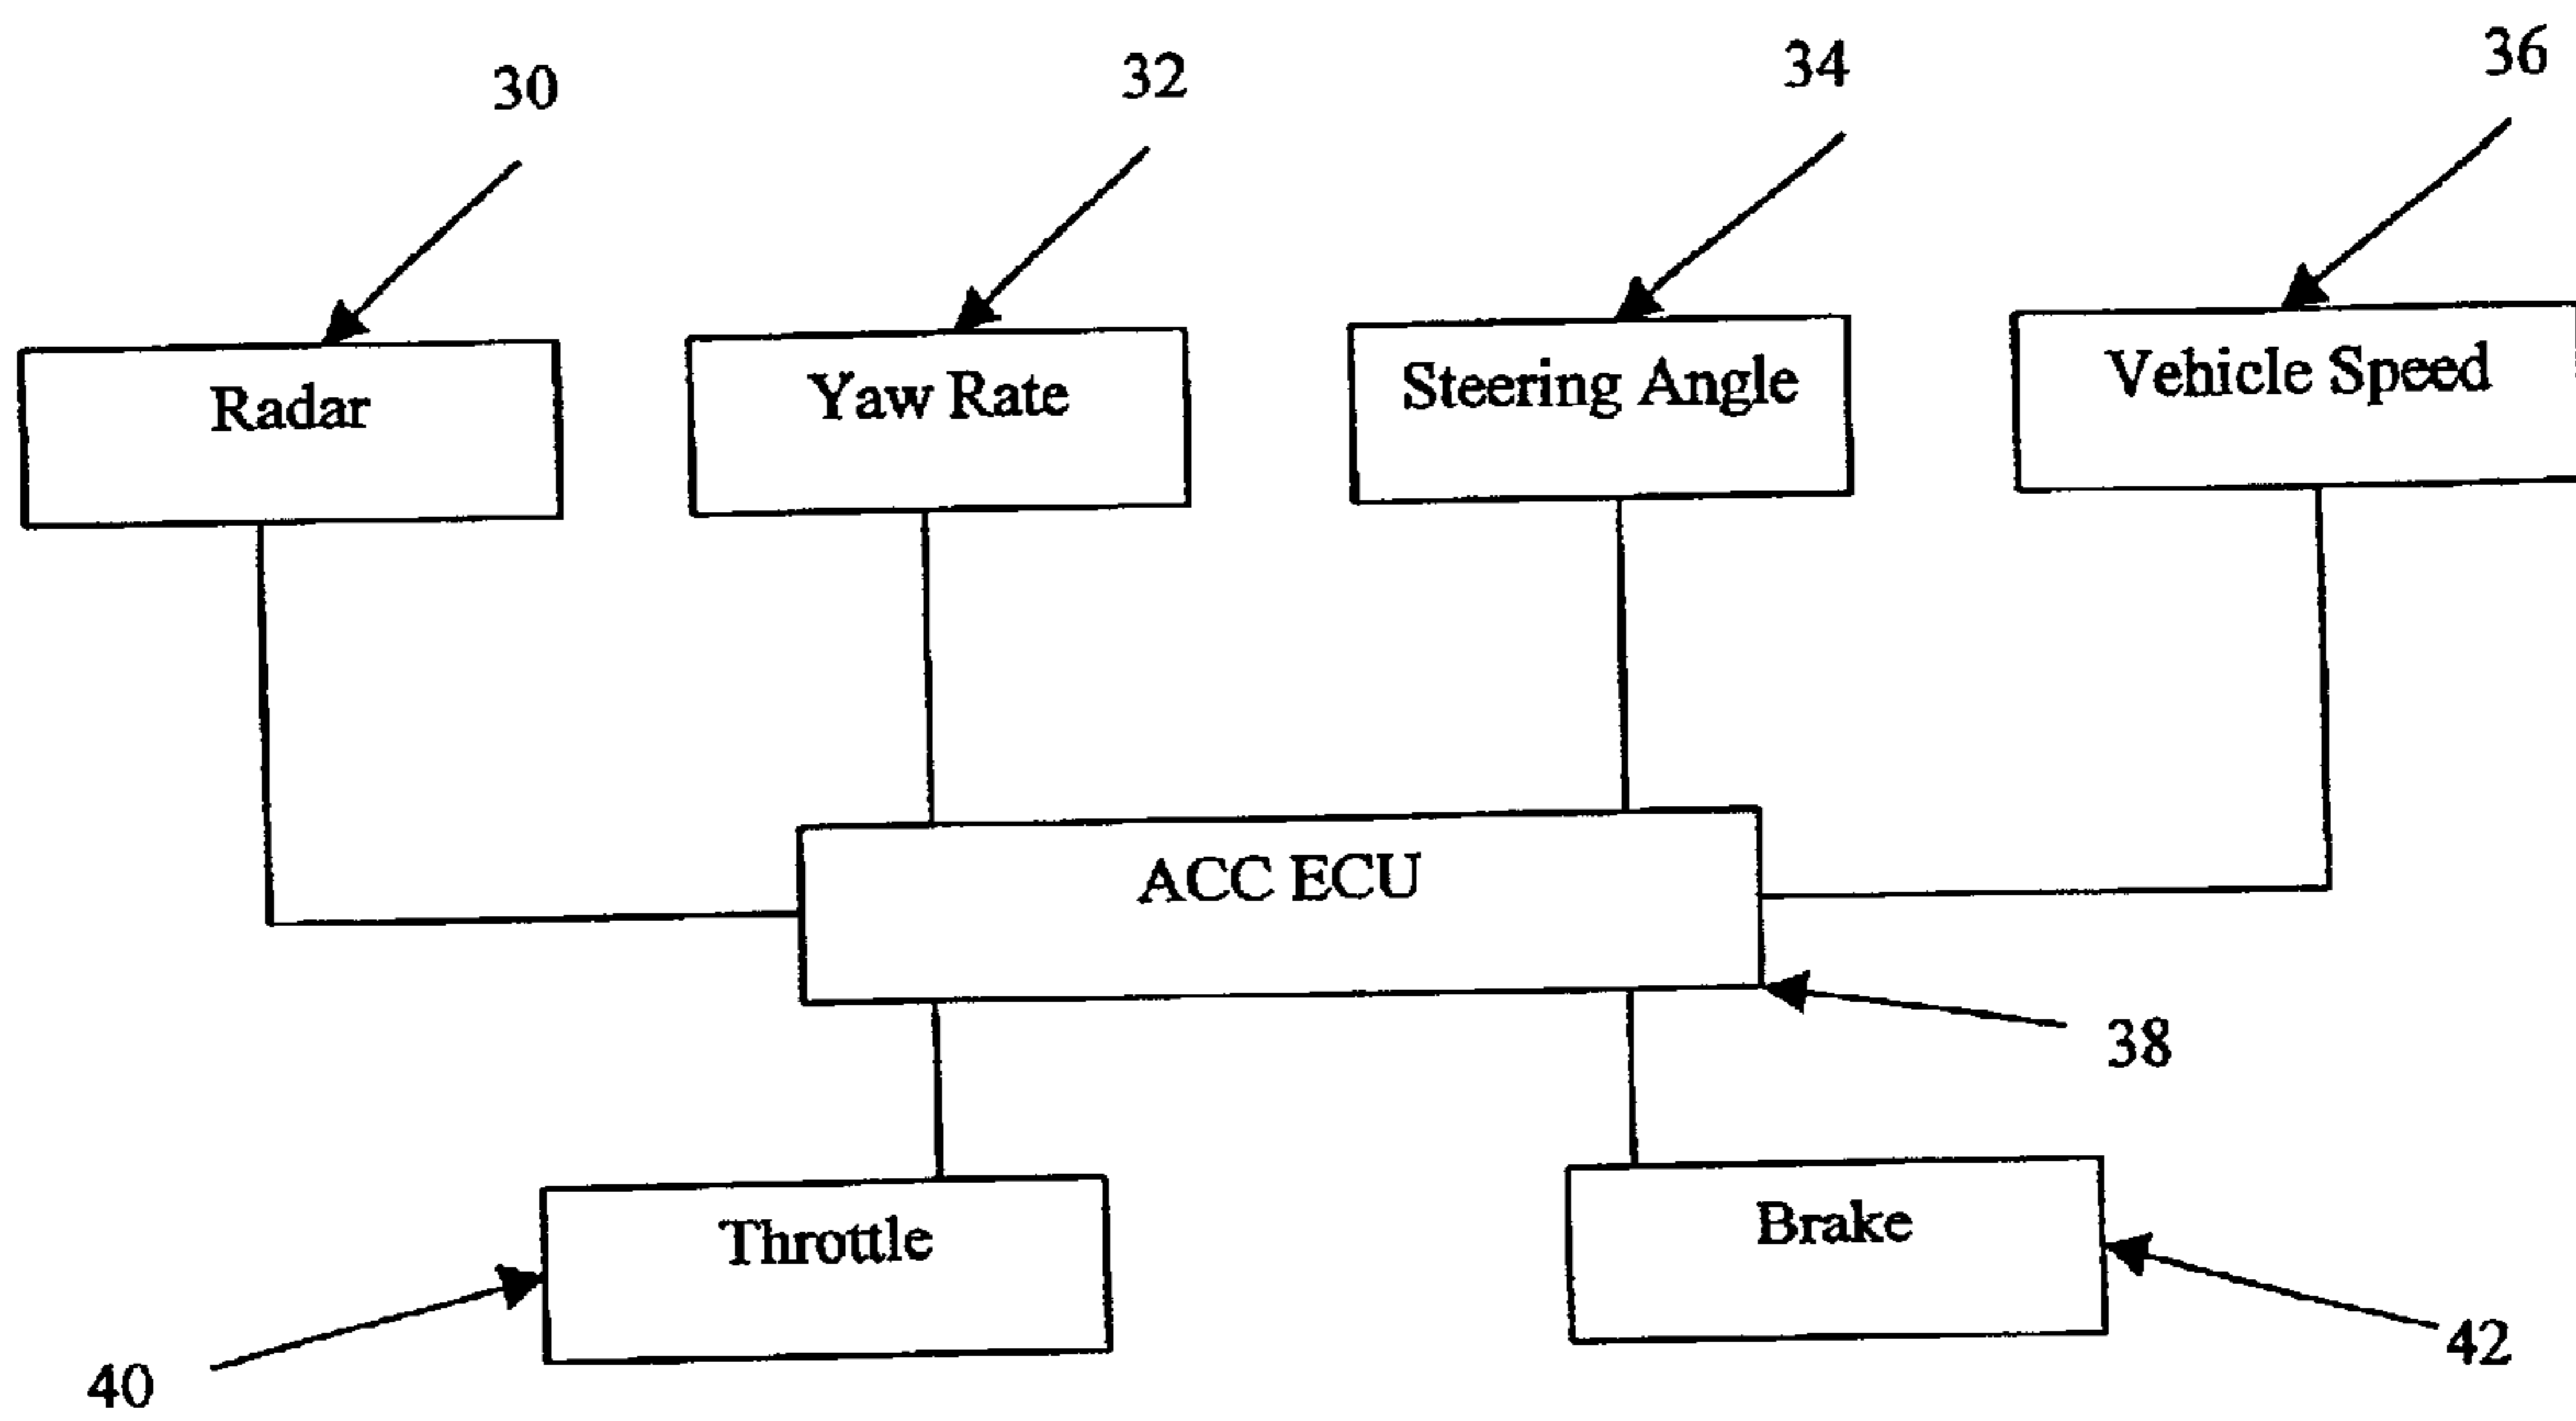 30
32
34
36
Radar
Yaw Rate
Steering Angle
Vehicle Speed
ACC ECU
38
Throttle
Brake
40
42